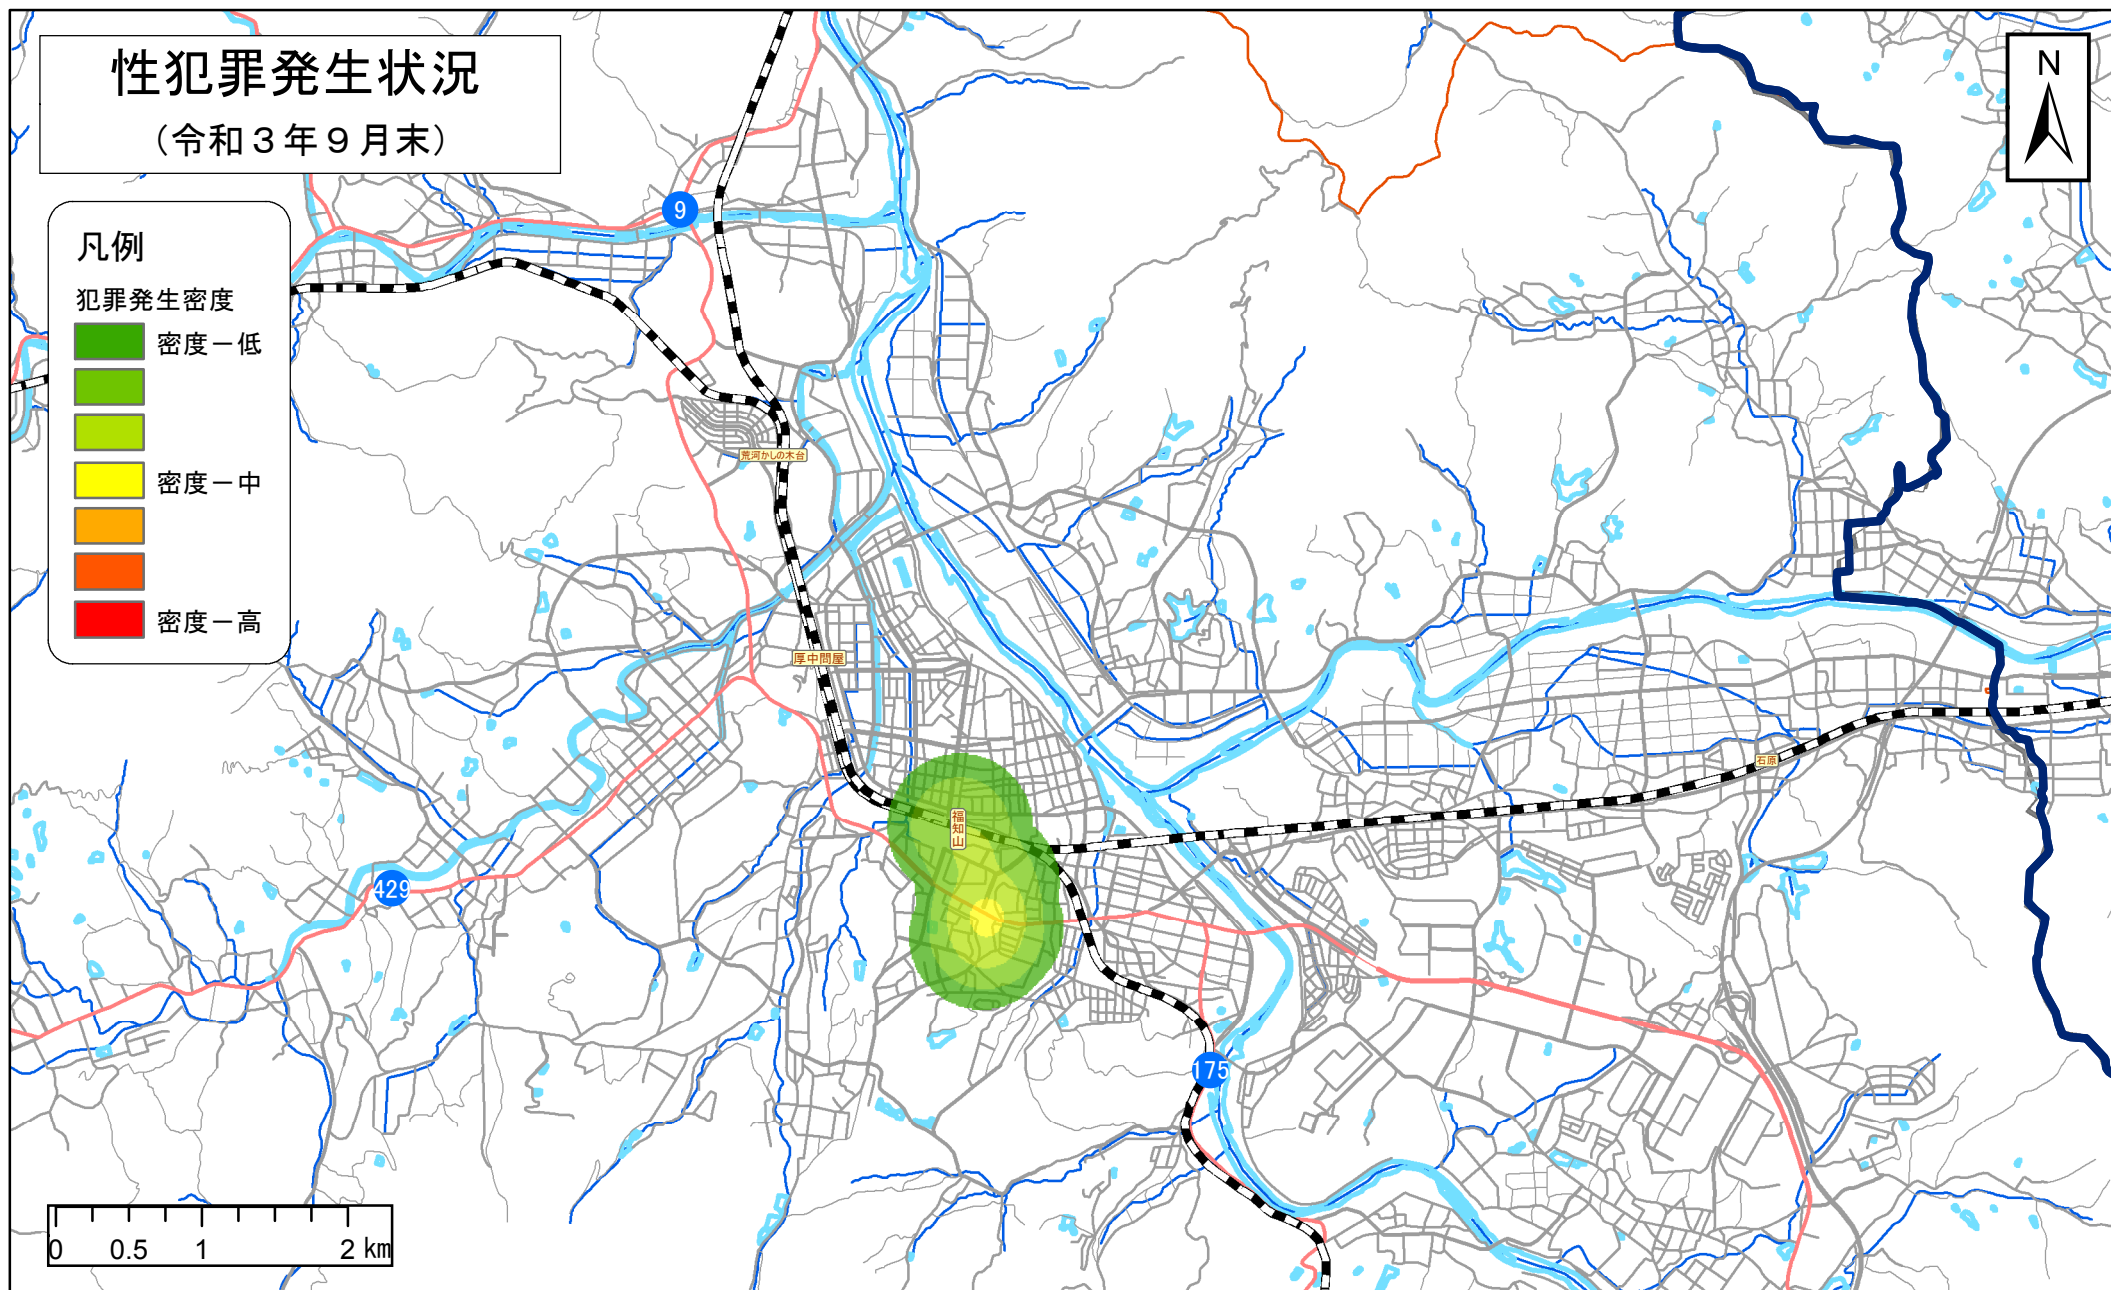 性犯罪発生状況
(令和３年９月末)
N
凡例
犯罪発生密度
密度－低
密度－中
密度－高
9
荒河かしの木台
厚中問屋
石原
福知山
429
175
0 0.5 1 2 km